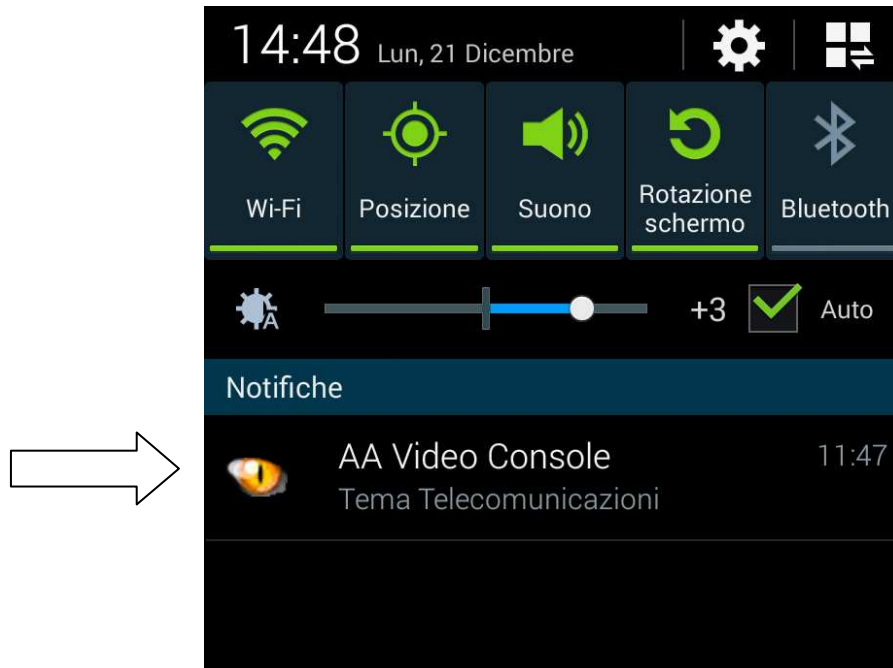 14:48 Lun, 21 Dicembre
Wi-Fi
Posizione
Suono
Rotazione
schermo
Bluetooth
A
+3
Auto
Notifiche
AA Video Console
11:47
Tema Telecomunicazioni